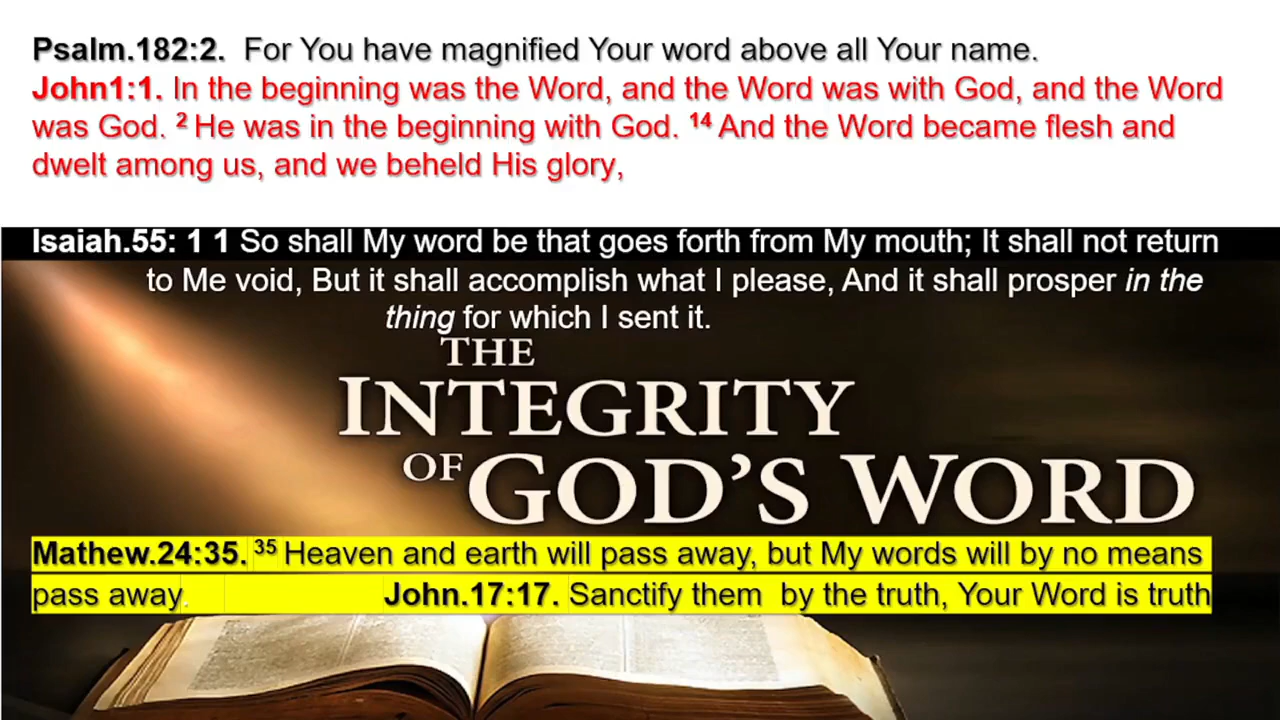 Psalm.182:2. For You have magnified Your word above all Your name.
John1:1. In the beginning was the Word, and the Word was with God, and the Word
was God. 2 He was in the beginning with God. 14 And the Word became flesh and
dwelt among us, and we beheld His glory,
Isaiah.55: 1 1 So shall My word be that goes forth from My mouth; It shall not return
to Me void, But it shall accomplish what I please, And it shall prosper in the
thing for which I sent it.
THE
INTEGRITY
OF GOD'S WORD
Mathew.24:35. 35 Heaven and earth will pass away, but My words will by no means
pass away. John.17:17. Sanctify them by the truth, Your Word is truth